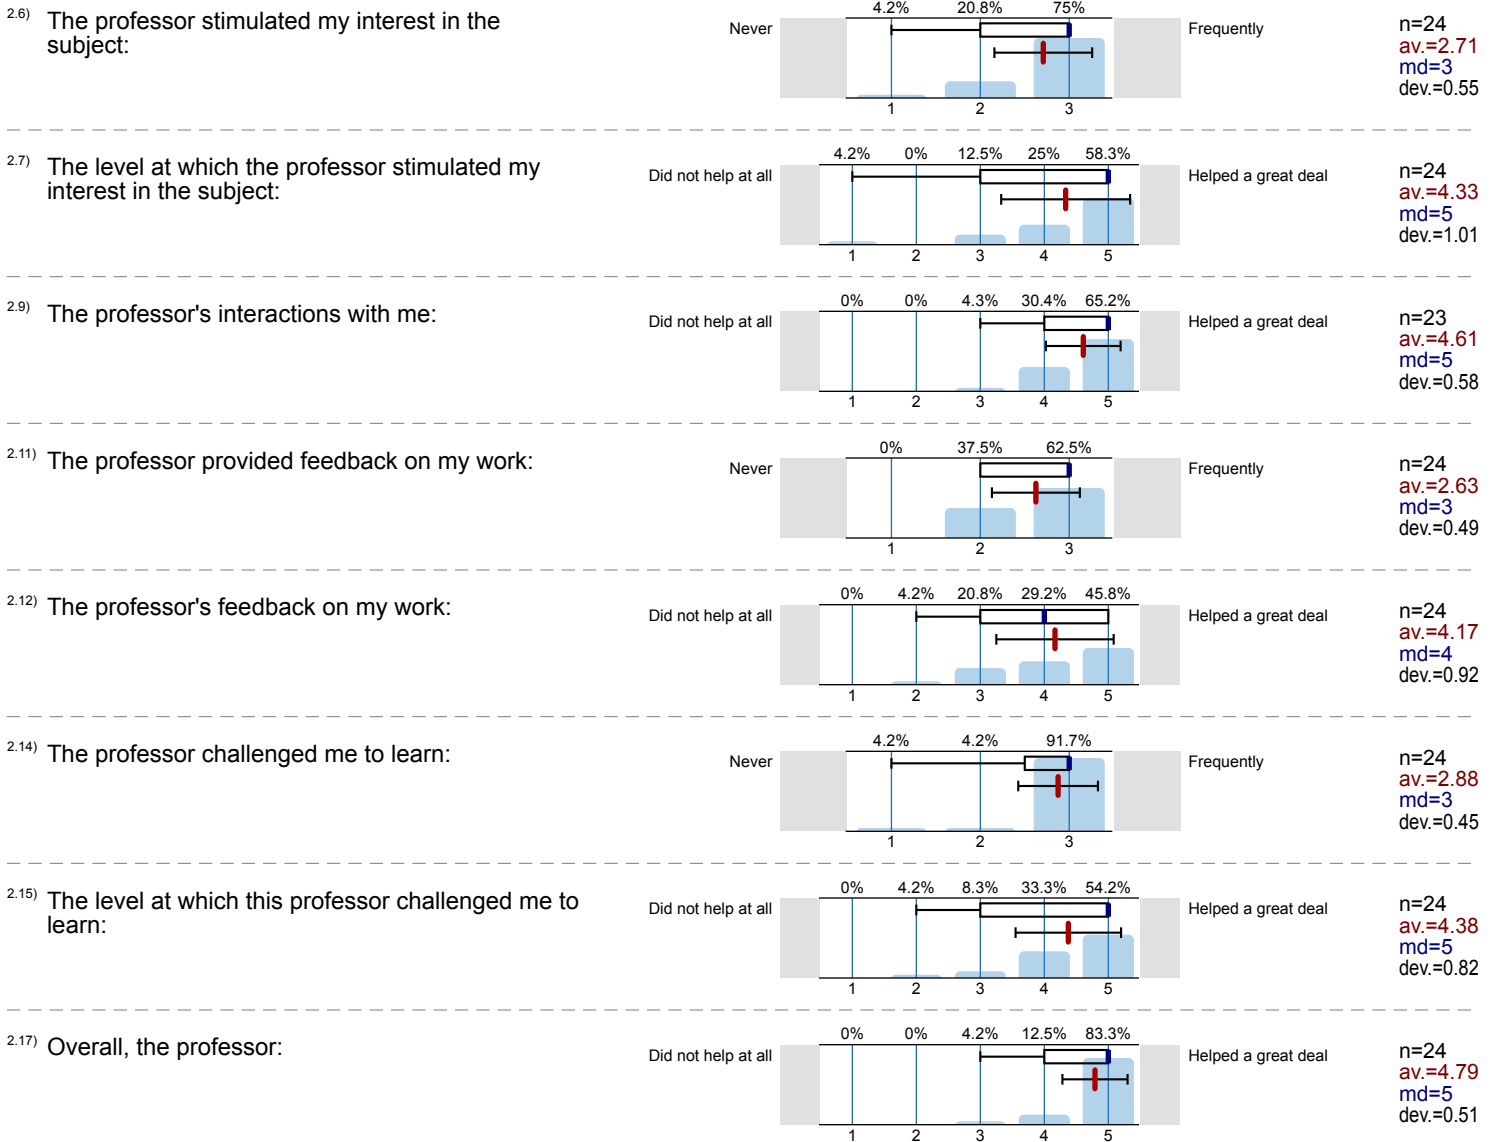 2.6) The professor stimulated my interest in the
subject:
Never
4.2% 20.8% 75%
1 2 3
Frequently
n=24
av.=2.71
md=3
dev.=0.55
2.7) The level at which the professor stimulated my
interest in the subject:
Did not help at all
4.2% 0% 12.5% 25% 58.3%
1 2 3 4 5
Helped a great deal
n=24
av.=4.33
md=5
dev.=1.01
2.9) The professor's interactions with me:
Did not help at all
0% 0% 4.3% 30.4% 65.2%
1 2 3 4 5
Helped a great deal
n=23
av.=4.61
md=5
dev.=0.58
2.11) The professor provided feedback on my work:
Never
0% 37.5% 62.5%
1 2 3
Frequently
n=24
av.=2.63
md=3
dev.=0.49
2.12) The professor's feedback on my work:
Did not help at all
0% 4.2% 20.8% 29.2% 45.8%
1 2 3 4 5
Helped a great deal
n=24
av.=4.17
md=4
dev.=0.92
2.14) The professor challenged me to learn:
Never
4.2% 4.2% 91.7%
1 2 3
Frequently
n=24
av.=2.88
md=3
dev.=0.45
2.15) The level at which this professor challenged me to
learn:
Did not help at all
0% 4.2% 8.3% 33.3% 54.2%
1 2 3 4 5
Helped a great deal
n=24
av.=4.38
md=5
dev.=0.82
2.17) Overall, the professor:
Did not help at all
0% 0% 4.2% 12.5% 83.3%
1 2 3 4 5
Helped a great deal
n=24
av.=4.79
md=5
dev.=0.51